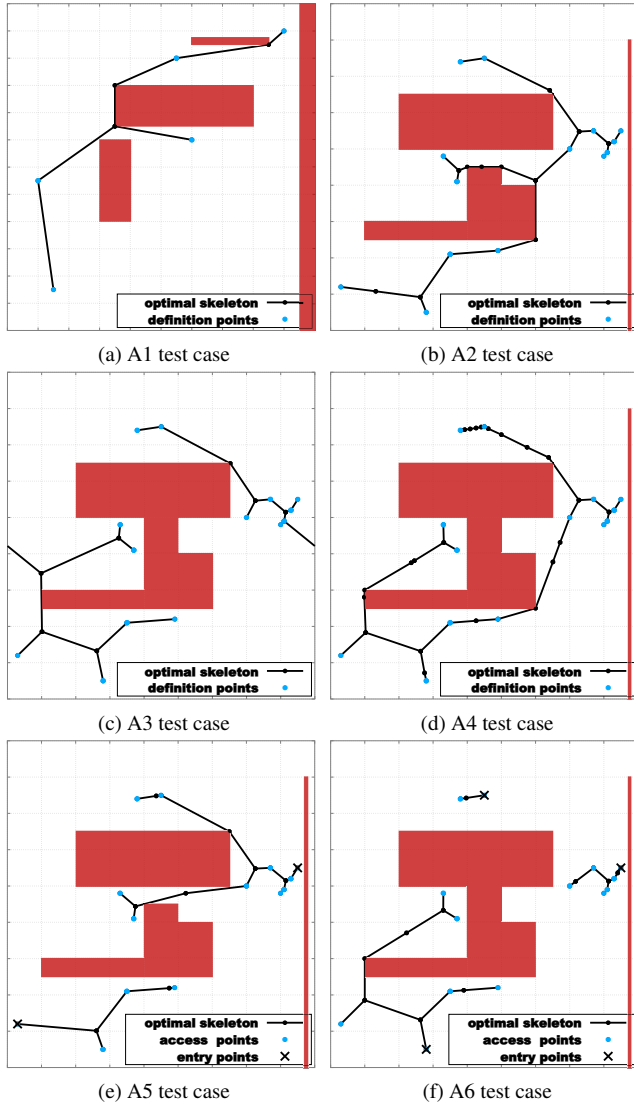 optimal skeleton
definition points
(a) A1 test case
optimal skeleton
definition points
(b) A2 test case
optimal skeleton
definition points
(c) A3 test case
optimal skeleton
definition points
(d) A4 test case
optimal skeleton
access points
entry points
(e) A5 test case
optimal skeleton
access points
entry points
(f) A6 test case